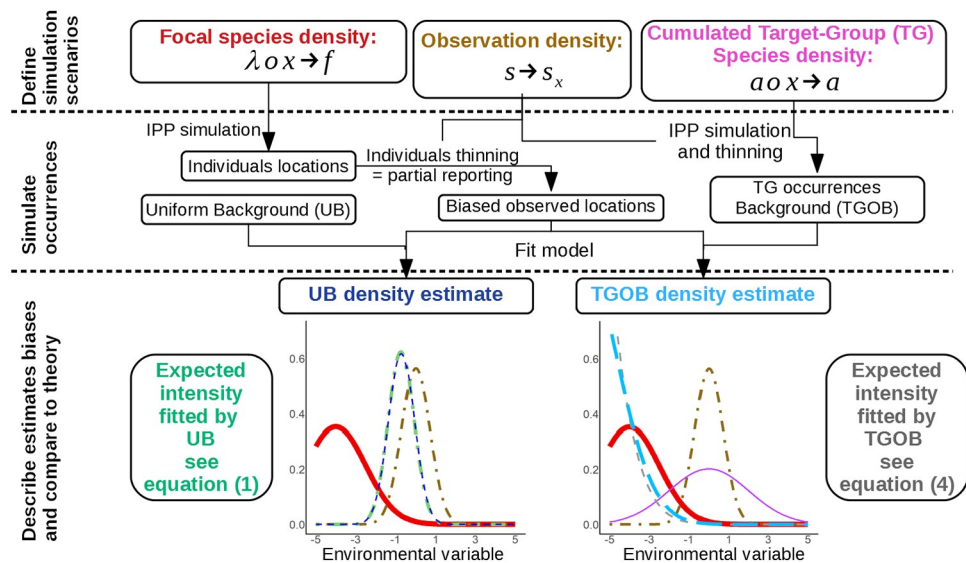 Define
simulation
scenarios
Focal species density:
λ o x → f
Observation density:
s → sₓ
Cumulated Target-Group (TG)
Species density:
a o x → a
Simulate
occurrences
IPP simulation
Individuals locations
Individuals thinning
= partial reporting
IPP simulation
and thinning
Uniform Background (UB)
Biased observed locations
TG occurrences
Background (TGOB)
Fit model
Describe estimates biases
and compare to theory
UB density estimate
TGOB density estimate
Expected
intensity
fitted by
UB
see
equation (1)
0.6
0.4
0.2
0.0
-5 -3 -1 1 3 5
Environmental variable
0.6
0.4
0.2
0.0
-5 -3 -1 1 3 5
Environmental variable
Expected
intensity
fitted by
TGOB
see
equation (4)